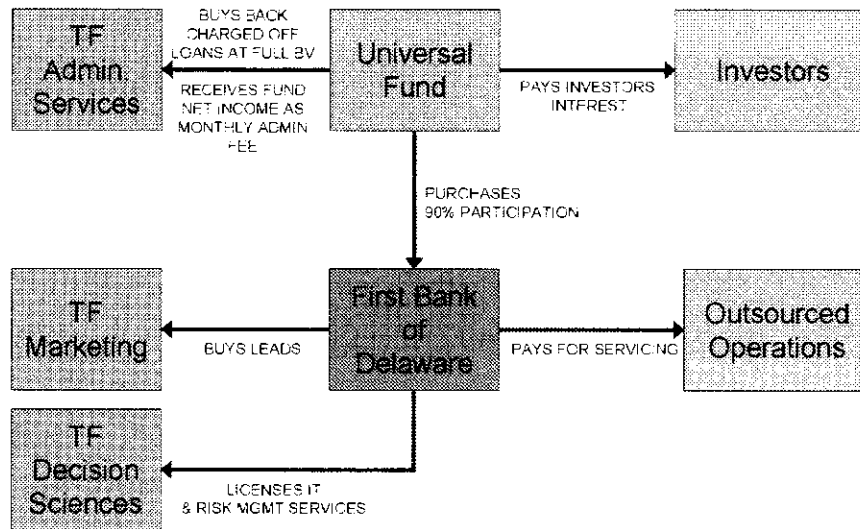 TF
Admin.
Services
BUYS BACK
CHARGED OFF
LOANS AT FULL BV
RECEIVES FUND
NET INCOME AS
MONTHLY ADMIN
FEE
Universal
Fund
PAYS INVESTORS
INTEREST
Investors
PURCHASES
90% PARTICIPATION
TF
Marketing
BUYS LEADS
First Bank
of
Delaware
PAYS FOR SERVICING
Outsourced
Operations
TF
Decision
Sciences
LICENSES IT
& RISK MGMT SERVICES